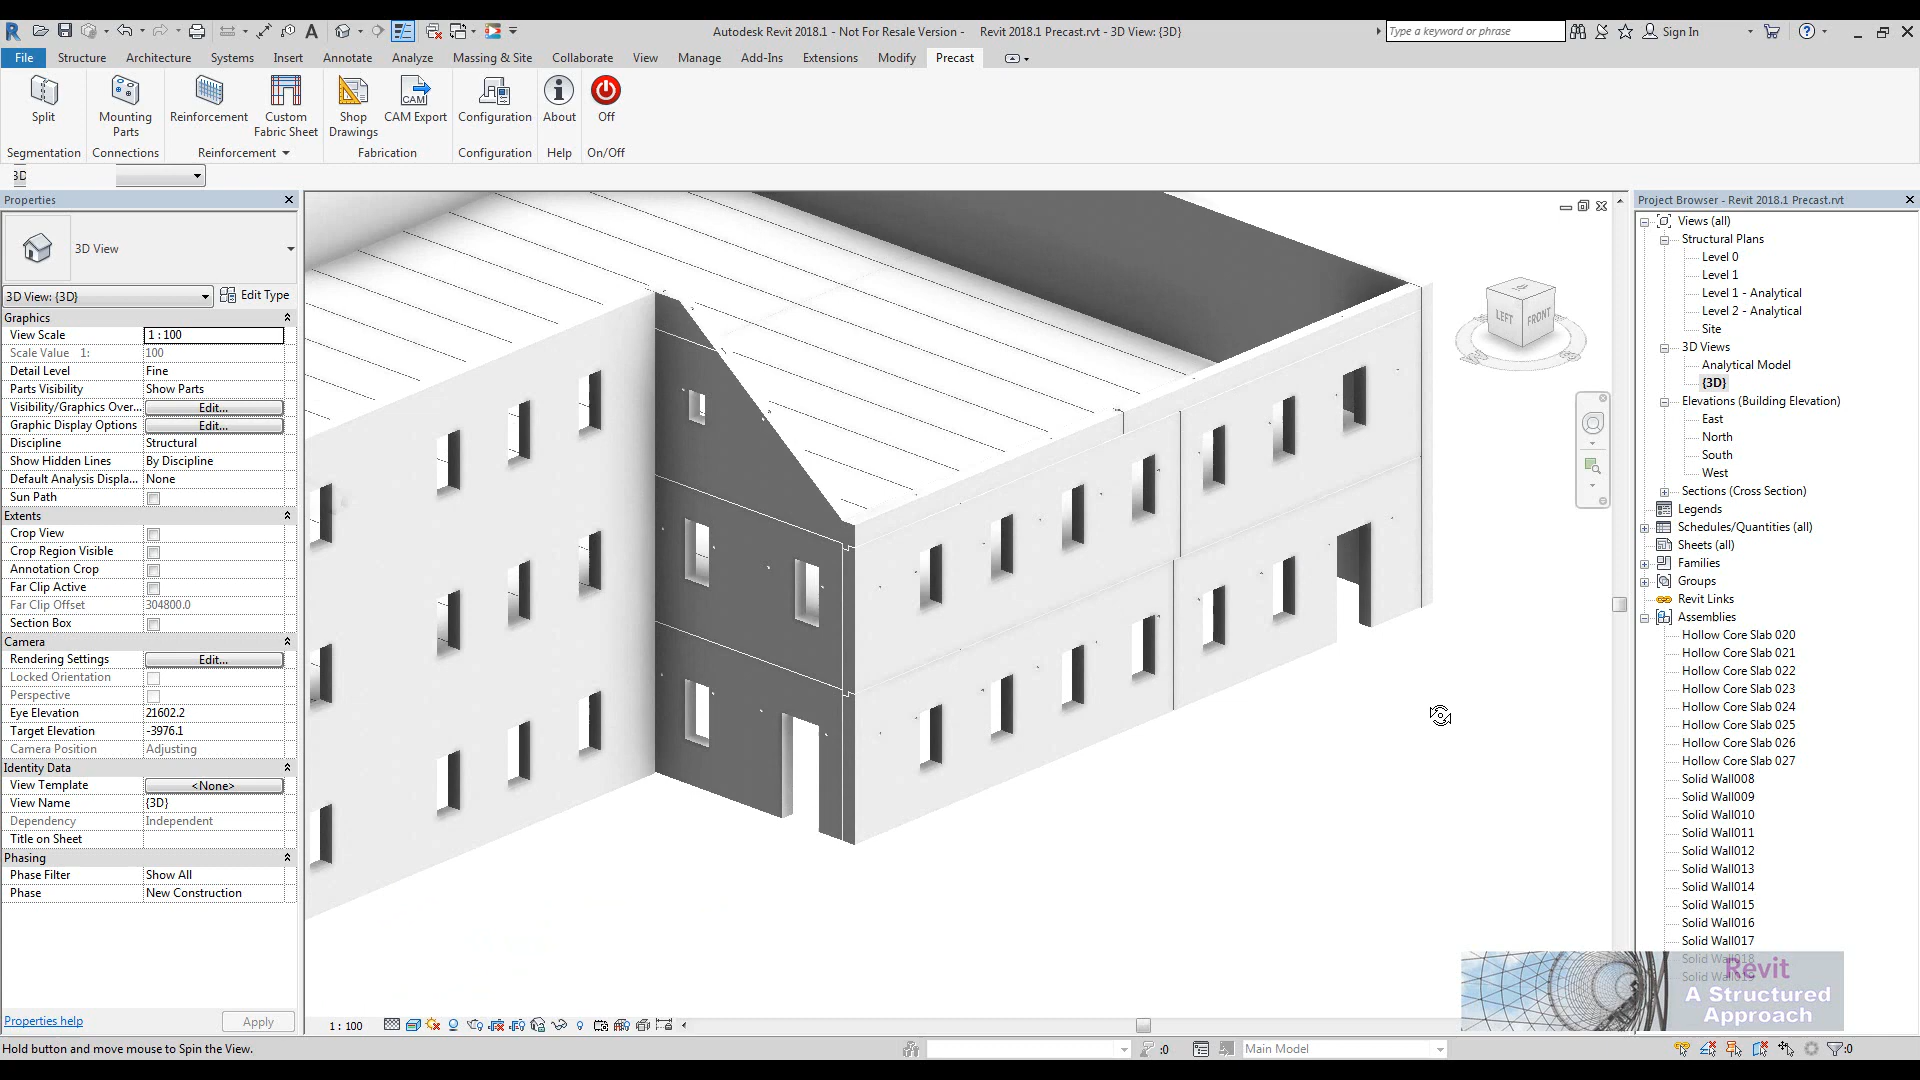 Autodesk Revit 2018.1 - Not For Resale Version - Revit 2018.1 Precast.rvt - 3D View: {3D}
Type a keyword or phrase
Sign In
File Structure Architecture Systems Insert Annotate Analyze Massing & Site Collaborate View Manage Add-Ins Extensions Modify Precast
Split
Mounting Parts
Reinforcement
Custom Fabric Sheet
Shop Drawings
CAM
CAM Export
Configuration
About
Off
Segmentation Connections Reinforcement Fabrication Configuration Help On/Off
3D
Properties
3D View
3D View: {3D} Edit Type
Graphics
View Scale 1 : 100
Scale Value 1: 100
Detail Level Fine
Parts Visibility Show Parts
Visibility/Graphics Over... Edit...
Graphic Display Options Edit...
Discipline Structural
Show Hidden Lines By Discipline
Default Analysis Displa... None
Sun Path
Extents
Crop View
Crop Region Visible
Annotation Crop
Far Clip Active
Far Clip Offset 304800.0
Section Box
Camera
Rendering Settings Edit...
Locked Orientation
Perspective
Eye Elevation 21602.2
Target Elevation -3976.1
Camera Position Adjusting
Identity Data
View Template <None>
View Name {3D}
Dependency Independent
Title on Sheet
Phasing
Phase Filter Show All
Phase New Construction
Properties help Apply
LEFT FRONT
Project Browser - Revit 2018.1 Precast.rvt
Views (all)
Structural Plans
Level 0
Level 1
Level 1 - Analytical
Level 2 - Analytical
Site
3D Views
Analytical Model
{3D}
Elevations (Building Elevation)
East
North
South
West
Sections (Cross Section)
Legends
Schedules/Quantities (all)
Sheets (all)
Families
Groups
Revit Links
Assemblies
Hollow Core Slab 020
Hollow Core Slab 021
Hollow Core Slab 022
Hollow Core Slab 023
Hollow Core Slab 024
Hollow Core Slab 025
Hollow Core Slab 026
Hollow Core Slab 027
Solid Wall008
Solid Wall009
Solid Wall010
Solid Wall011
Solid Wall012
Solid Wall013
Solid Wall014
Solid Wall015
Solid Wall016
Solid Wall017
Solid Wall018
Revit
A Structured
Approach
1 : 100
Hold button and move mouse to Spin the View.
:0
Main Model
:0